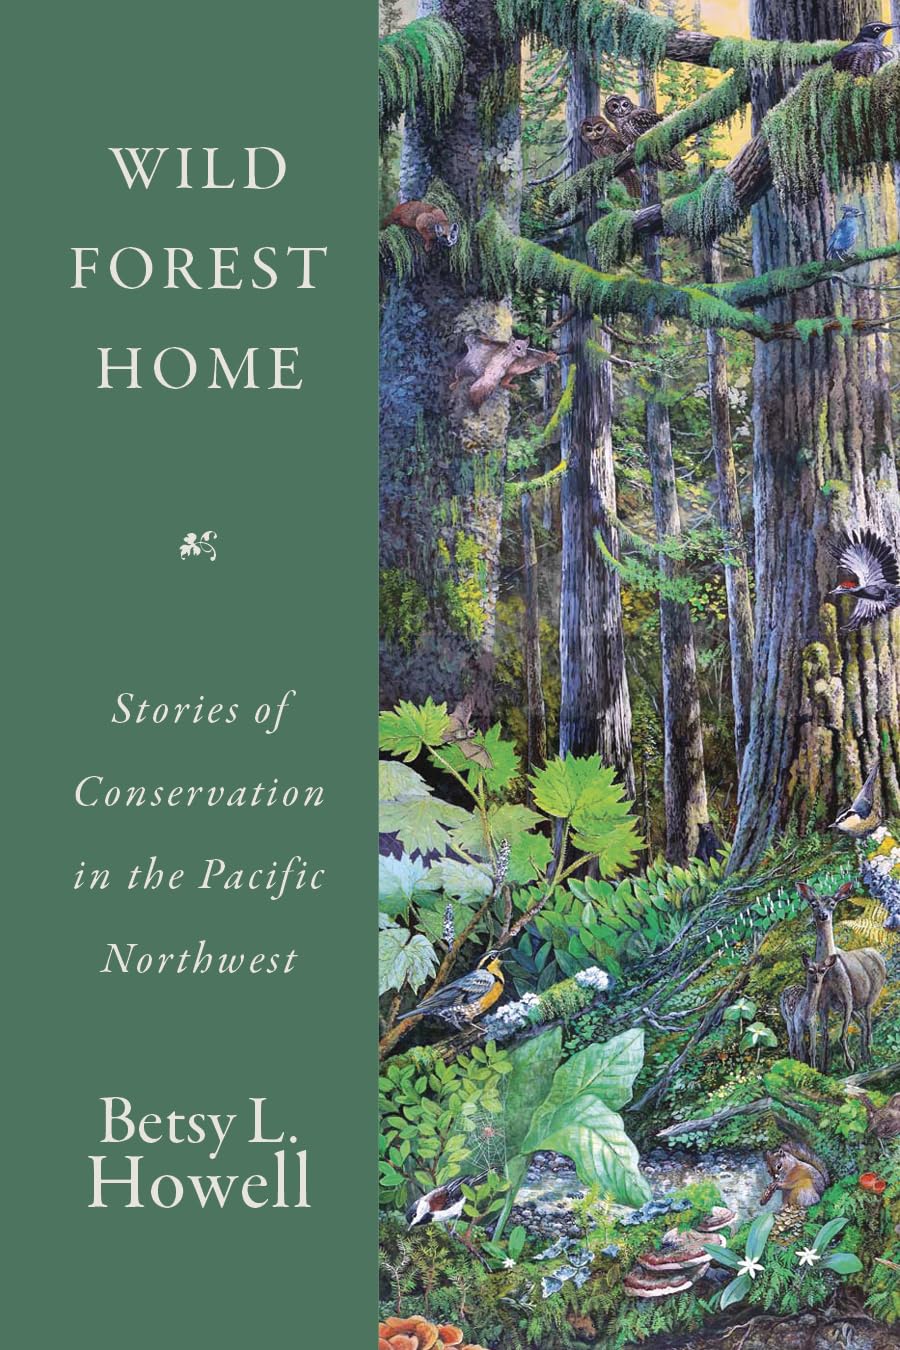 WILD
FOREST
HOME
Stories of
Conservation
in the Pacific
Northwest
Betsy L.
Howell